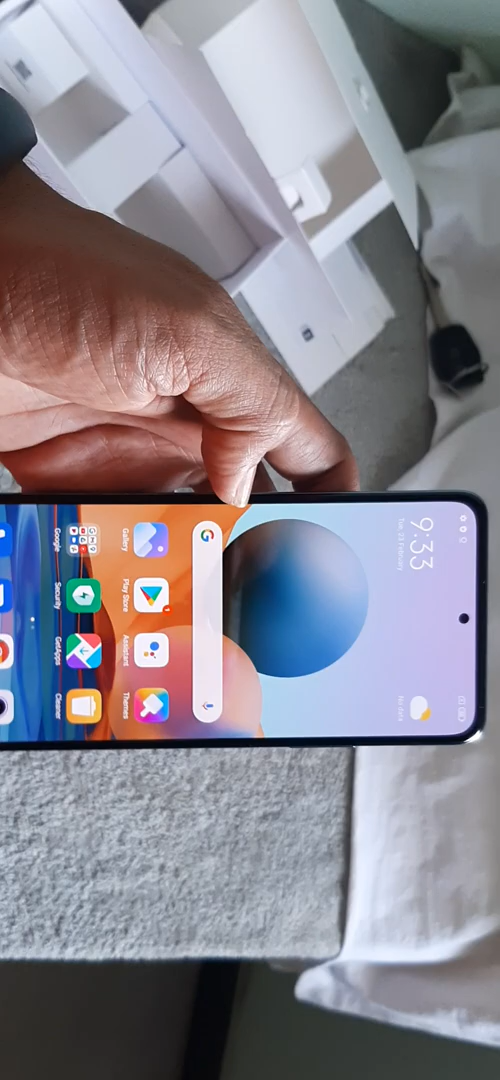 9:33
Tue, 23 February
No data
Gallery
Play Store
Assistant
Themes
Google
Security
GetApps
Cleaner